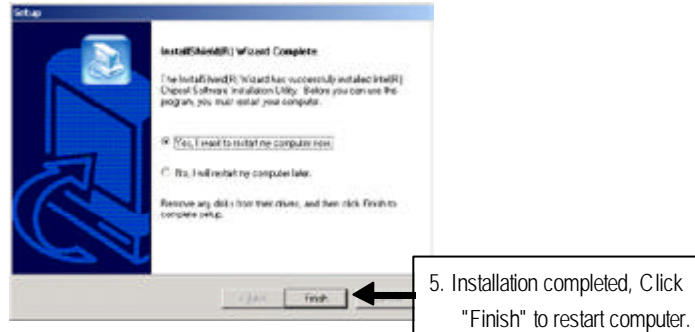 Setup
InstallShield(R) Wizard Complete
The InstallShield(R) Wizard has successfully installed Intel(R)
Chipset Software Installation Utility. Before you can use the
program, you must restart your computer.
Yes, I want to restart my computer now.
No, I will restart my computer later.
Remove any disks from their drives, and then click Finish to
complete setup.
< Back
Finish
5. Installation completed, Click
"Finish" to restart computer.